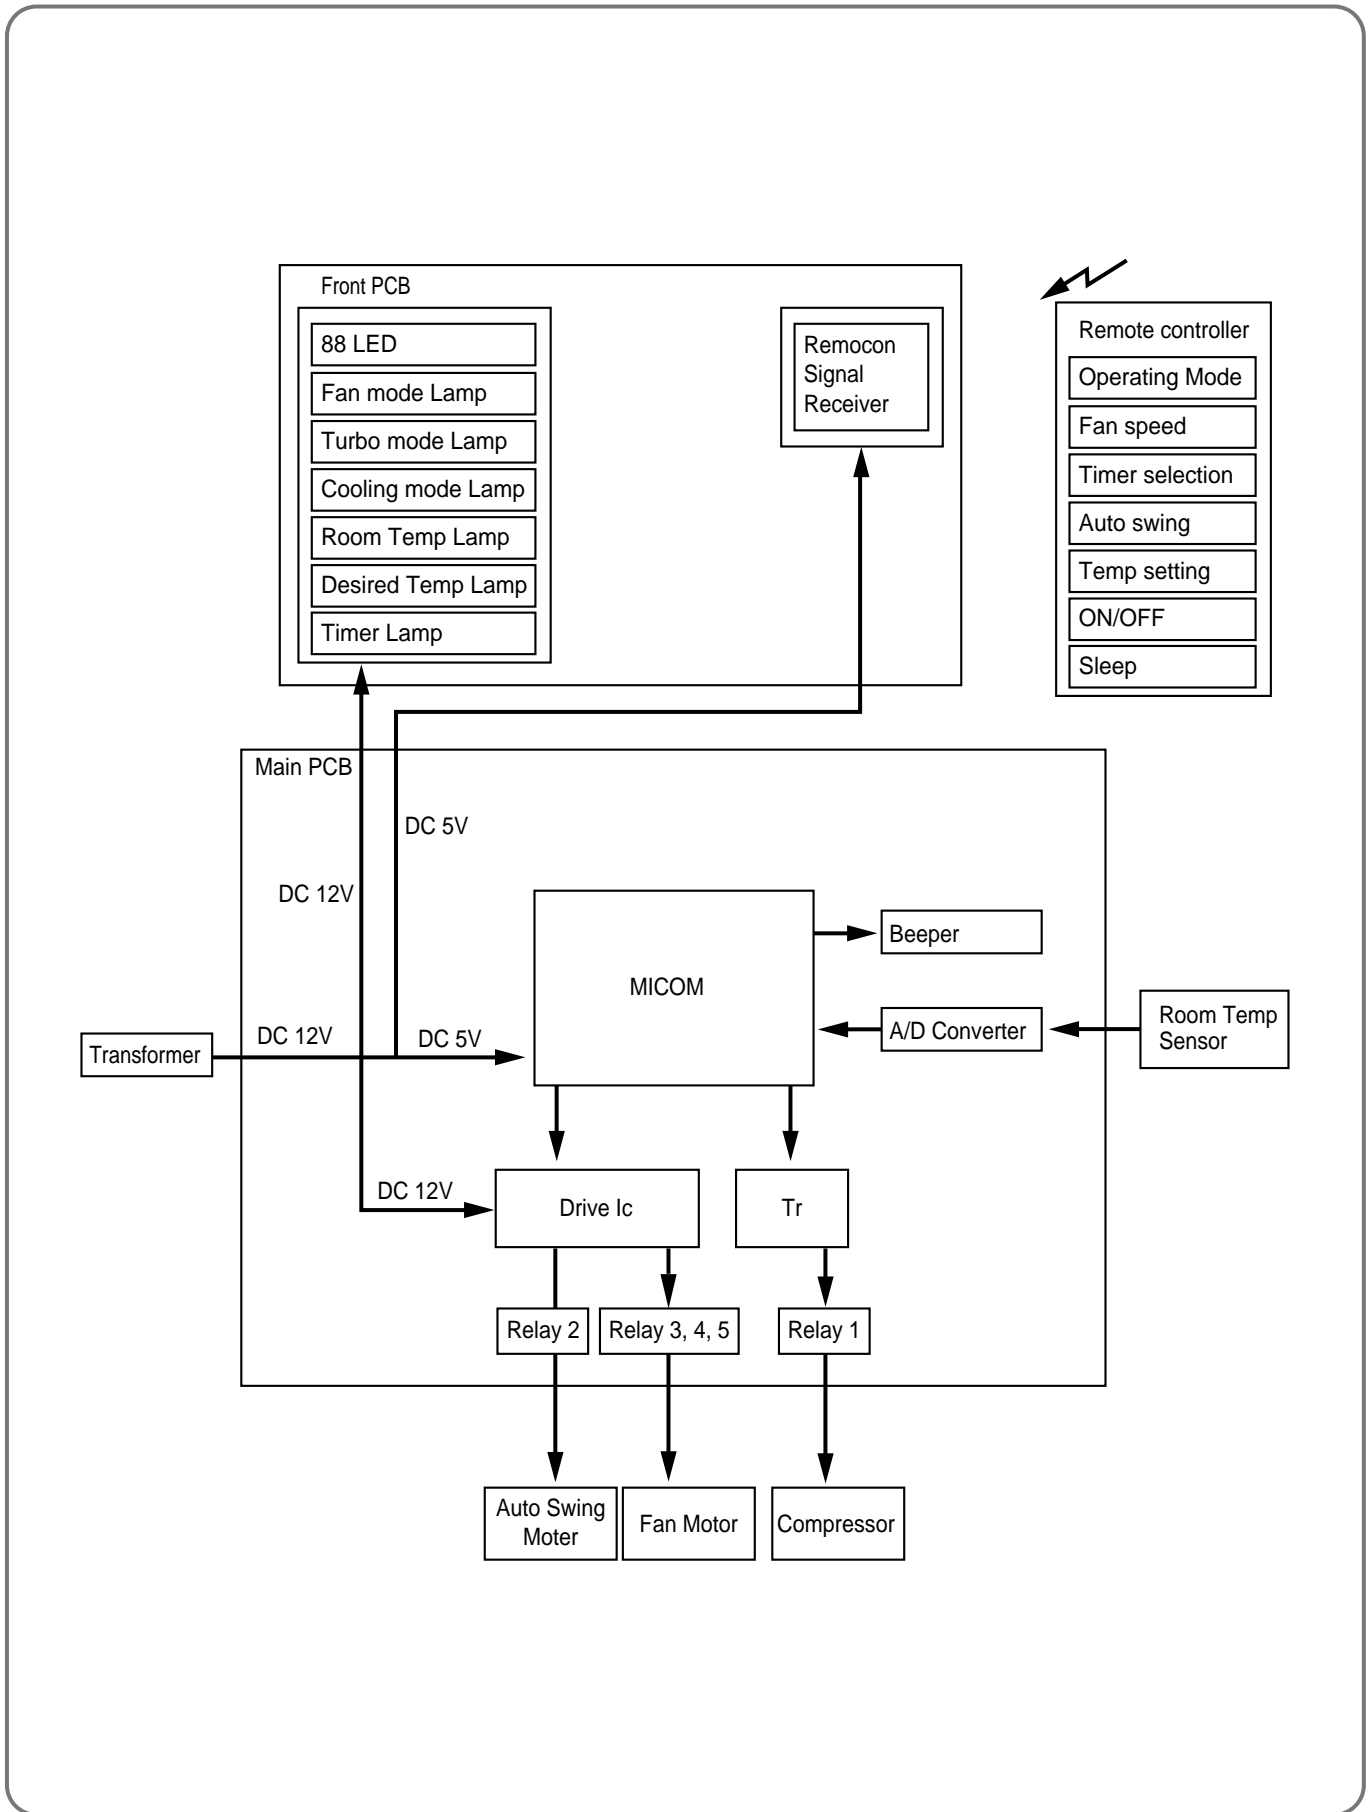 Front PCB
88 LED
Fan mode Lamp
Turbo mode Lamp
Cooling mode Lamp
Room Temp Lamp
Desired Temp Lamp
Timer Lamp
Remocon
Signal
Receiver
Remote controller
Operating Mode
Fan speed
Timer selection
Auto swing
Temp setting
ON/OFF
Sleep
Main PCB
DC 5V
DC 12V
MICOM
Beeper
A/D Converter
Room Temp
Sensor
Transformer
DC 12V
DC 5V
DC 12V
Drive Ic
Tr
Relay 2
Relay 3, 4, 5
Relay 1
Auto Swing
Moter
Fan Motor
Compressor